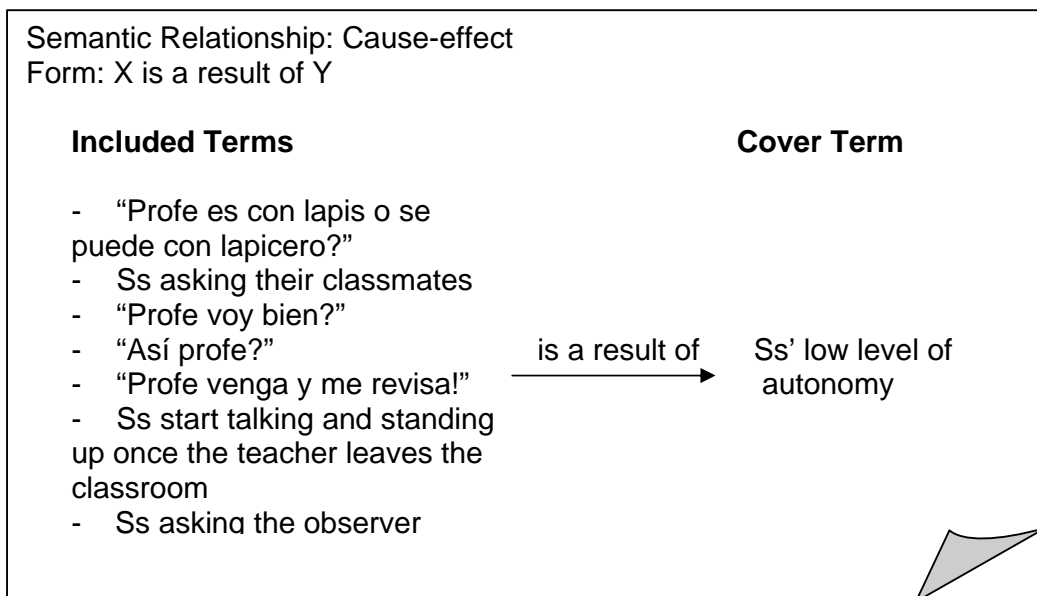 Semantic Relationship: Cause-effect
Form: X is a result of Y
Included Terms
Cover Term
- “Profe es con lapis o se
puede con lapicero?”
- Ss asking their classmates
- “Profe voy bien?”
- “Así profe?”
- “Profe venga y me revisa!”
- Ss start talking and standing
up once the teacher leaves the
classroom
- Ss asking the observer
is a result of
Ss’ low level of
autonomy